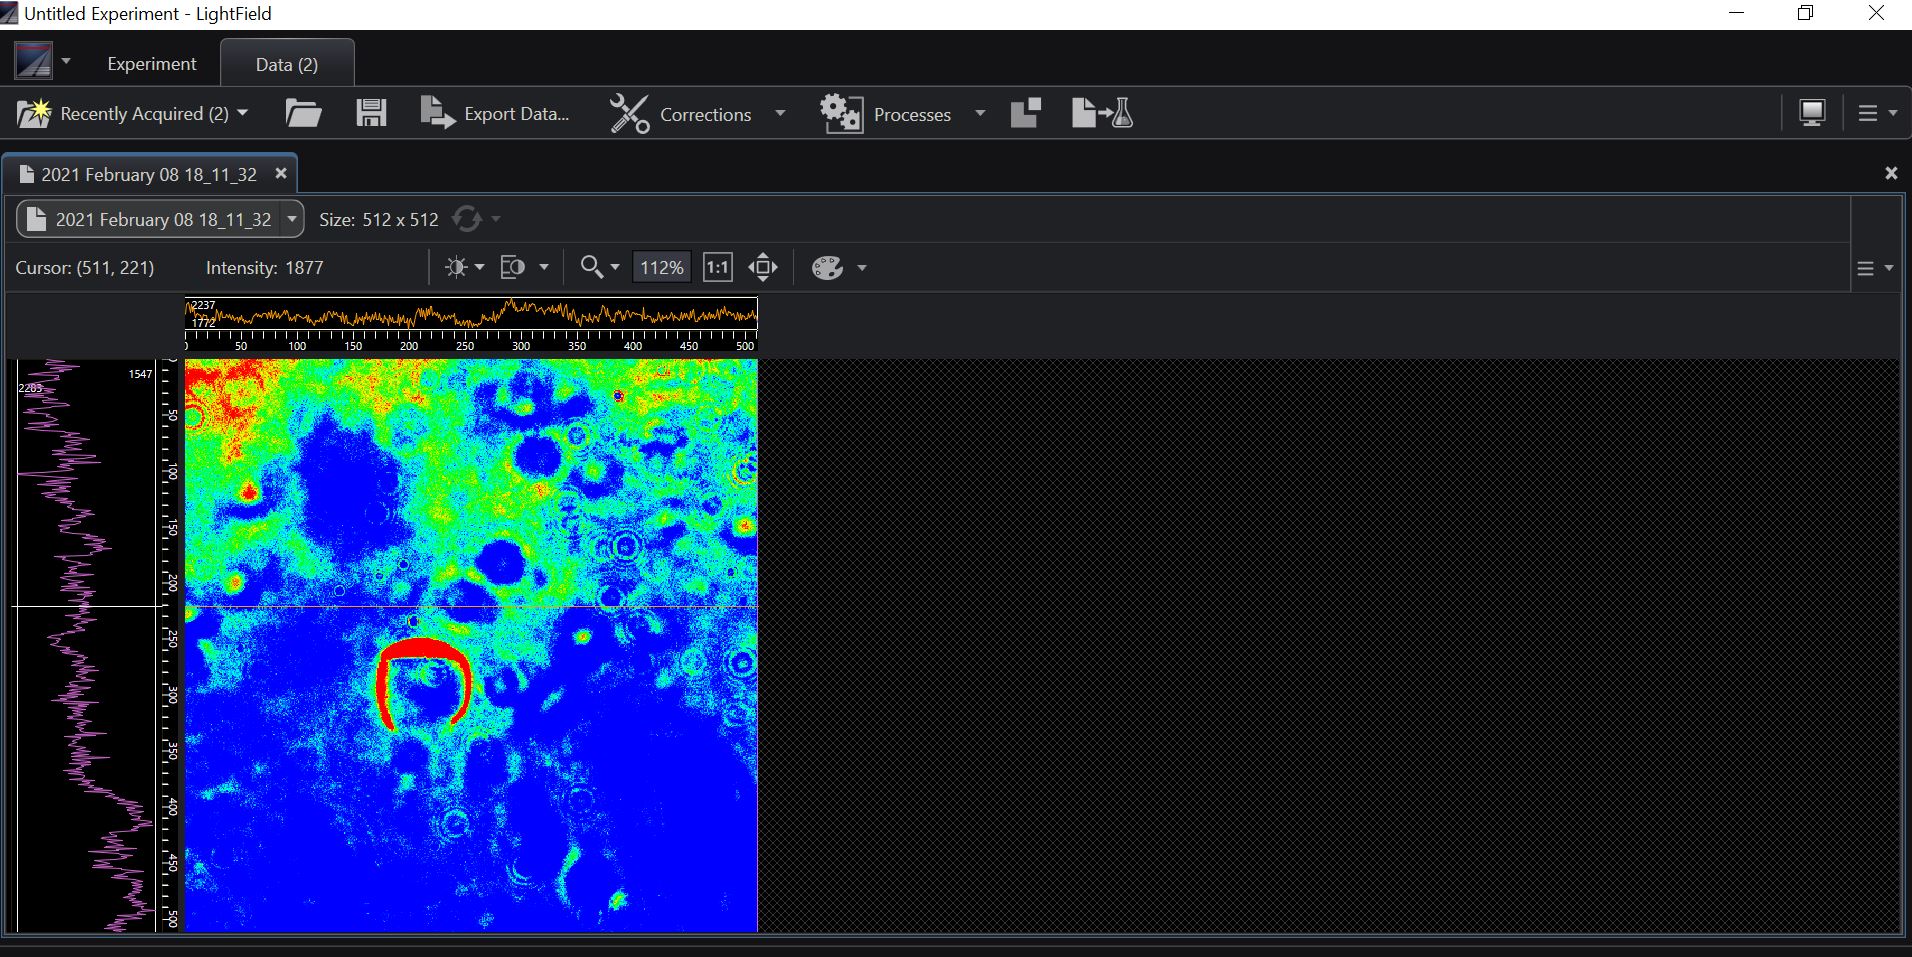 Untitled Experiment - LightField
Experiment
Data (2)
Recently Acquired (2)
Export Data...
Corrections
Processes
2021 February 08 18_11_32
2021 February 08 18_11_32
Size: 512 x 512
Cursor: (511, 221)
Intensity: 1877
112%
1:1
2237
1772
0 50 100 150 200 250 300 350 400 450 500
1547
2203
0
50
100
150
200
250
300
350
400
450
500